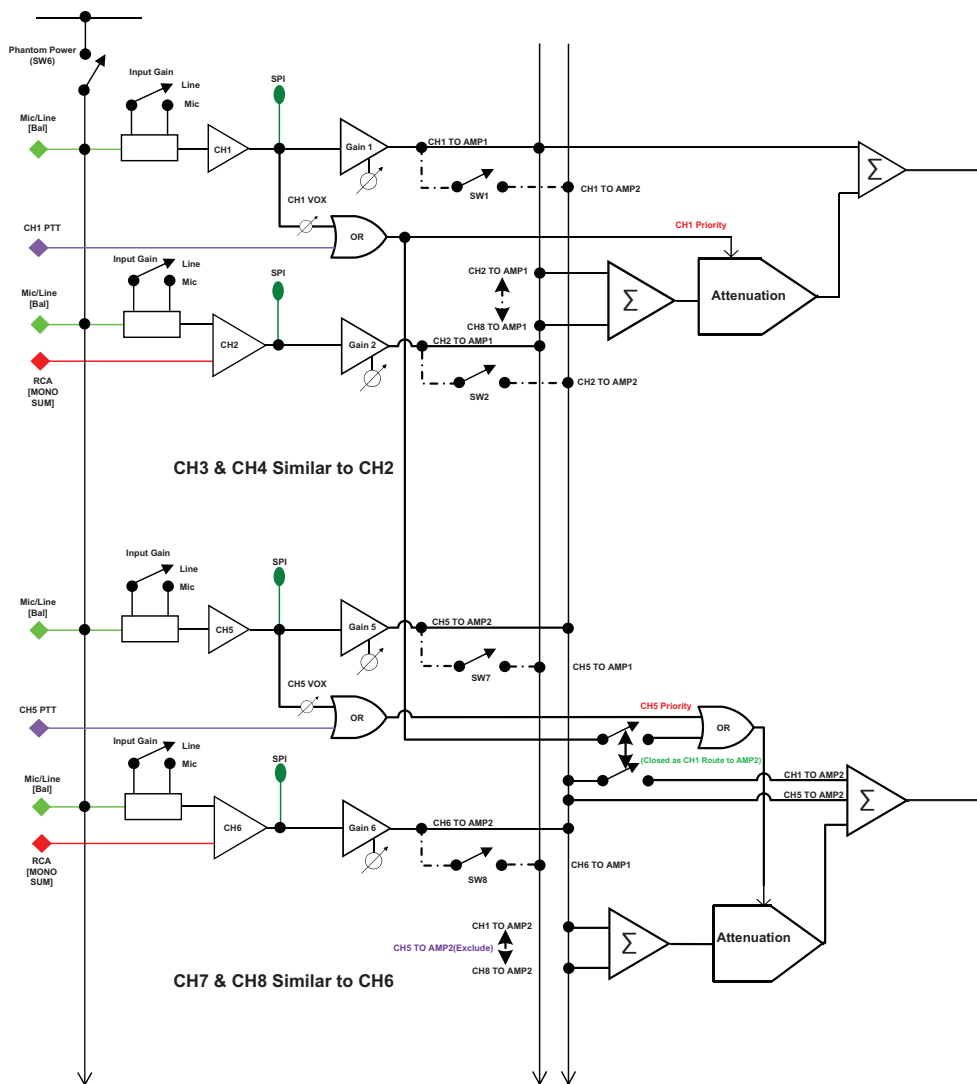 Phantom Power
(SW6)
Input Gain
Line
Mic
SPI
Mic/Line
[Bal]
CH1
Gain 1
CH1 TO AMP1
SW1
CH1 TO AMP2
Σ
CH1 VOX
OR
CH1 PTT
CH1 Priority
Input Gain
Line
Mic
SPI
Mic/Line
[Bal]
CH2
Gain 2
CH2 TO AMP1
CH8 TO AMP1
Σ
Attenuation
CH2 TO AMP1
SW2
CH2 TO AMP2
RCA
[MONO
SUM]
CH3 & CH4 Similar to CH2
Input Gain
Line
Mic
SPI
Mic/Line
[Bal]
CH5
Gain 5
CH5 TO AMP2
SW7
CH5 TO AMP1
CH5 VOX
OR
CH5 PTT
CH5 Priority
OR
(Closed as CH1 Route to AMP2)
Input Gain
Line
Mic
SPI
Mic/Line
[Bal]
CH6
Gain 6
CH1 TO AMP2
CH5 TO AMP2
Σ
CH6 TO AMP2
SW8
CH6 TO AMP1
RCA
[MONO
SUM]
CH1 TO AMP2
CH5 TO AMP2(Exclude)
CH8 TO AMP2
Σ
Attenuation
CH7 & CH8 Similar to CH6